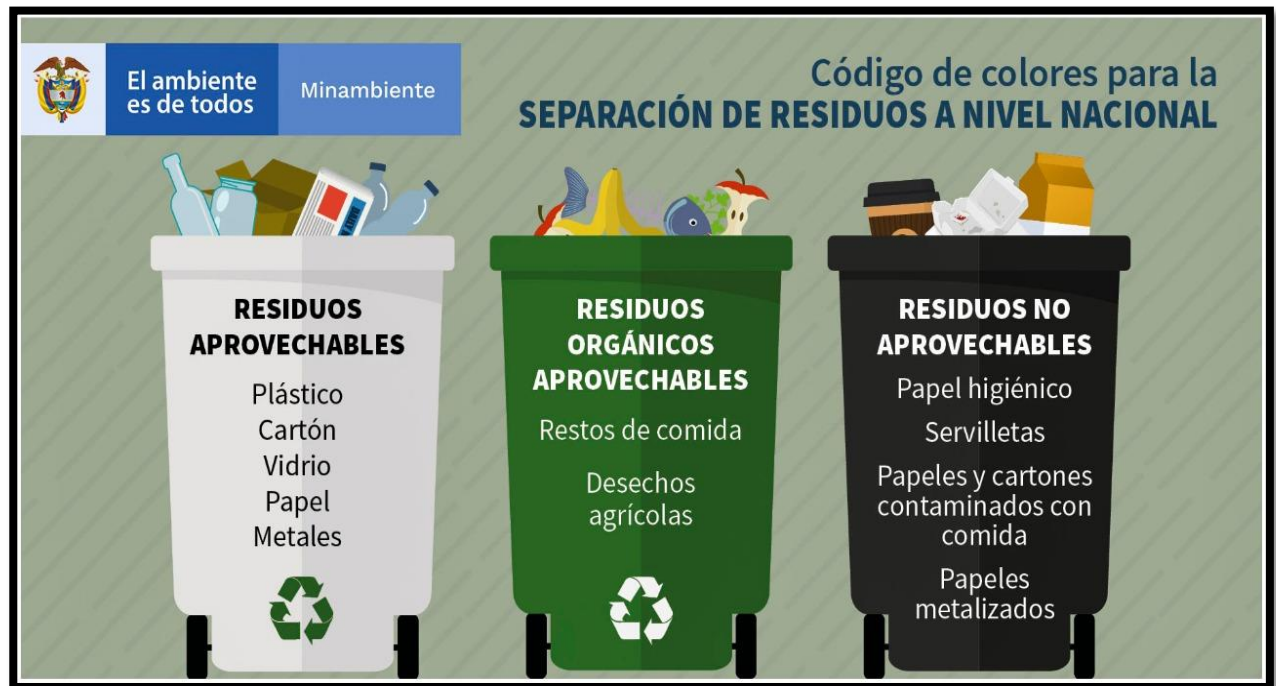 El ambiente
es de todos
Minambiente
Código de colores para la
SEPARACIÓN DE RESIDUOS A NIVEL NACIONAL
RESIDUOS
APROVECHABLES
Plástico
Cartón
Vidrio
Papel
Metales
RESIDUOS
ORGÁNICOS
APROVECHABLES
Restos de comida
Desechos
agrícolas
RESIDUOS NO
APROVECHABLES
Papel higiénico
Servilletas
Papeles y cartones
contaminados con
comida
Papeles
metalizados